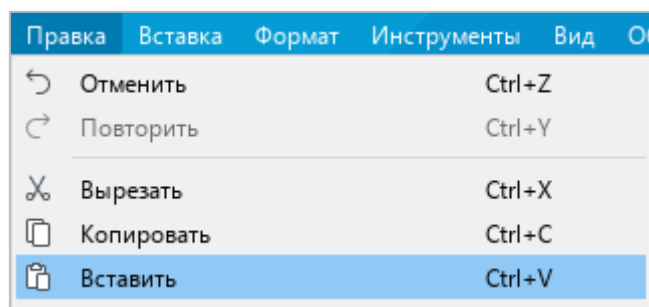 Правка Вставка Формат Инструменты Вид
Отменить Ctrl+Z
Повторить Ctrl+Y
Вырезать Ctrl+X
Копировать Ctrl+C
Вставить Ctrl+V